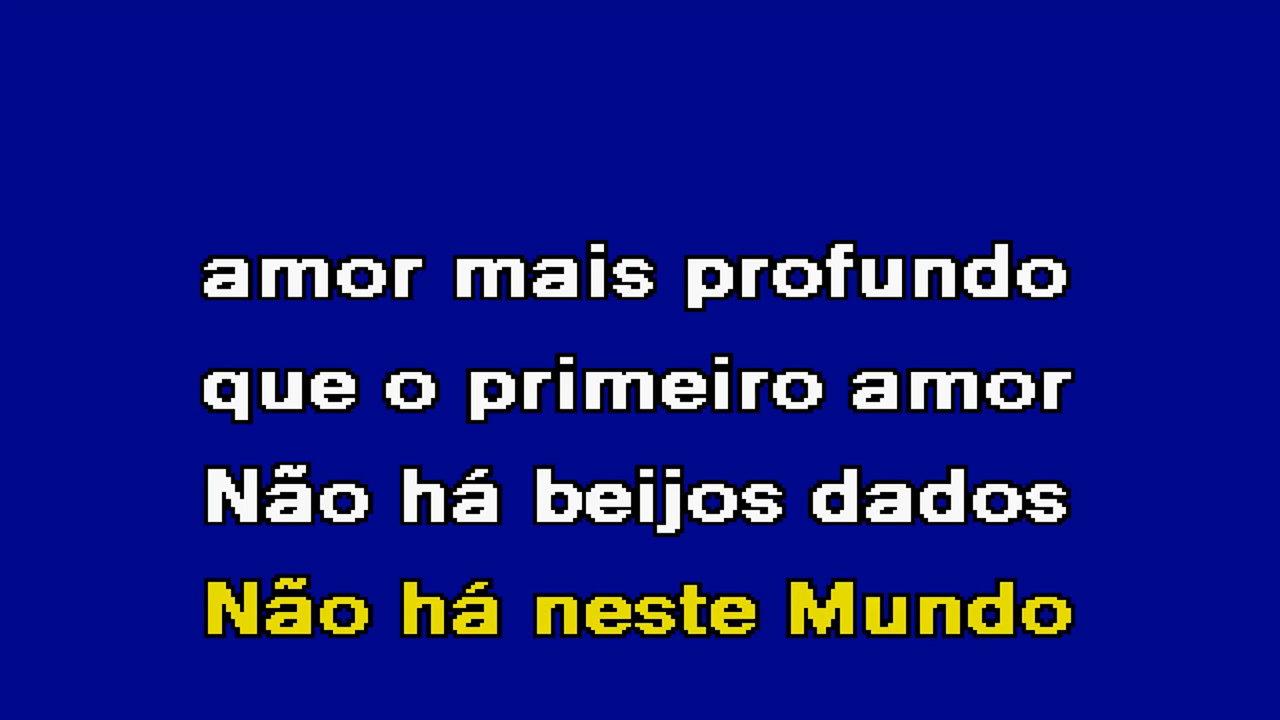 amor mais profundo
que o primeiro amor
Não há beijos dados
Não há neste Mundo